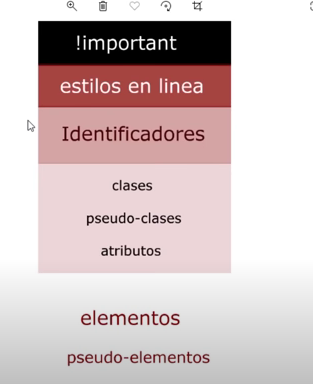 !important
estilos en linea
Identificadores
clases
pseudo-clases
atributos
elementos
pseudo-elementos